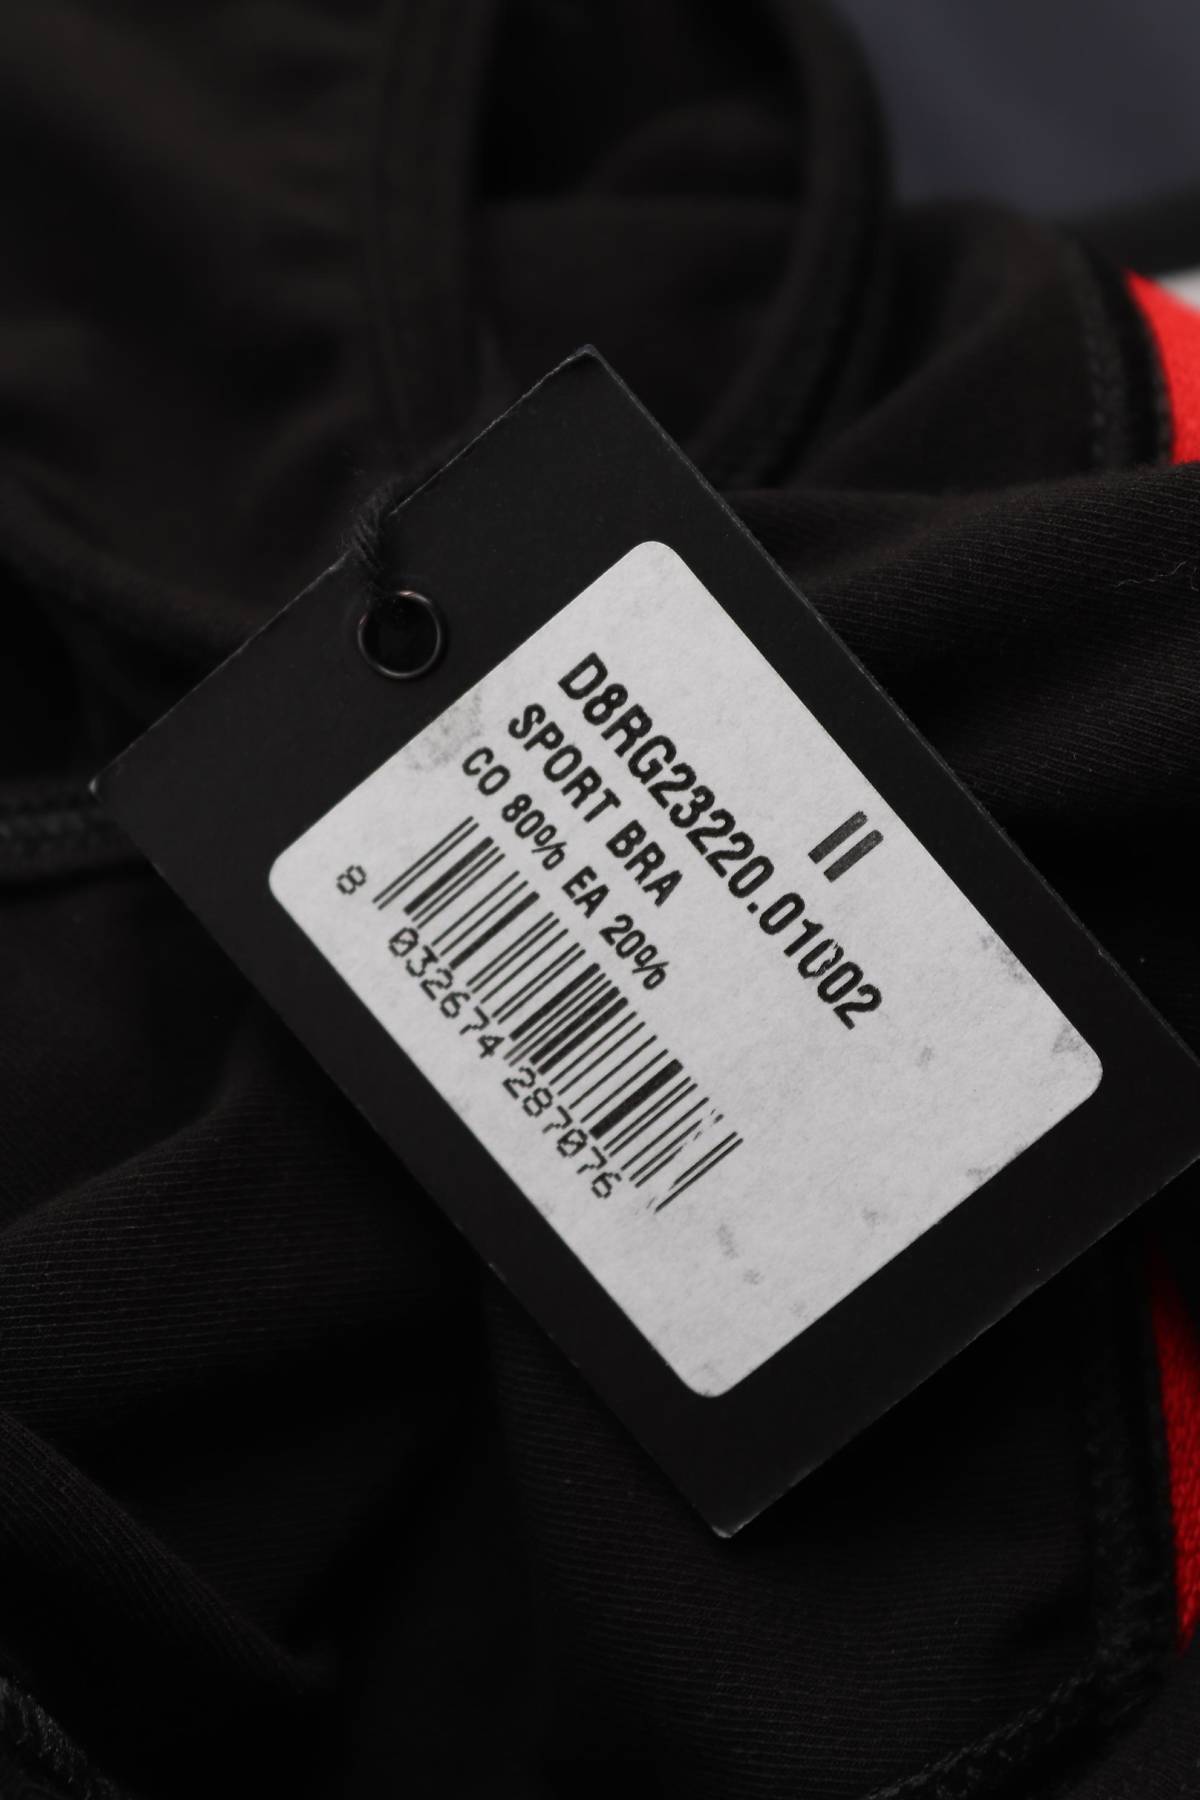 II
D8RG23220.01002
SPORT BRA
CO 80% EA 20%
8 032674 287076